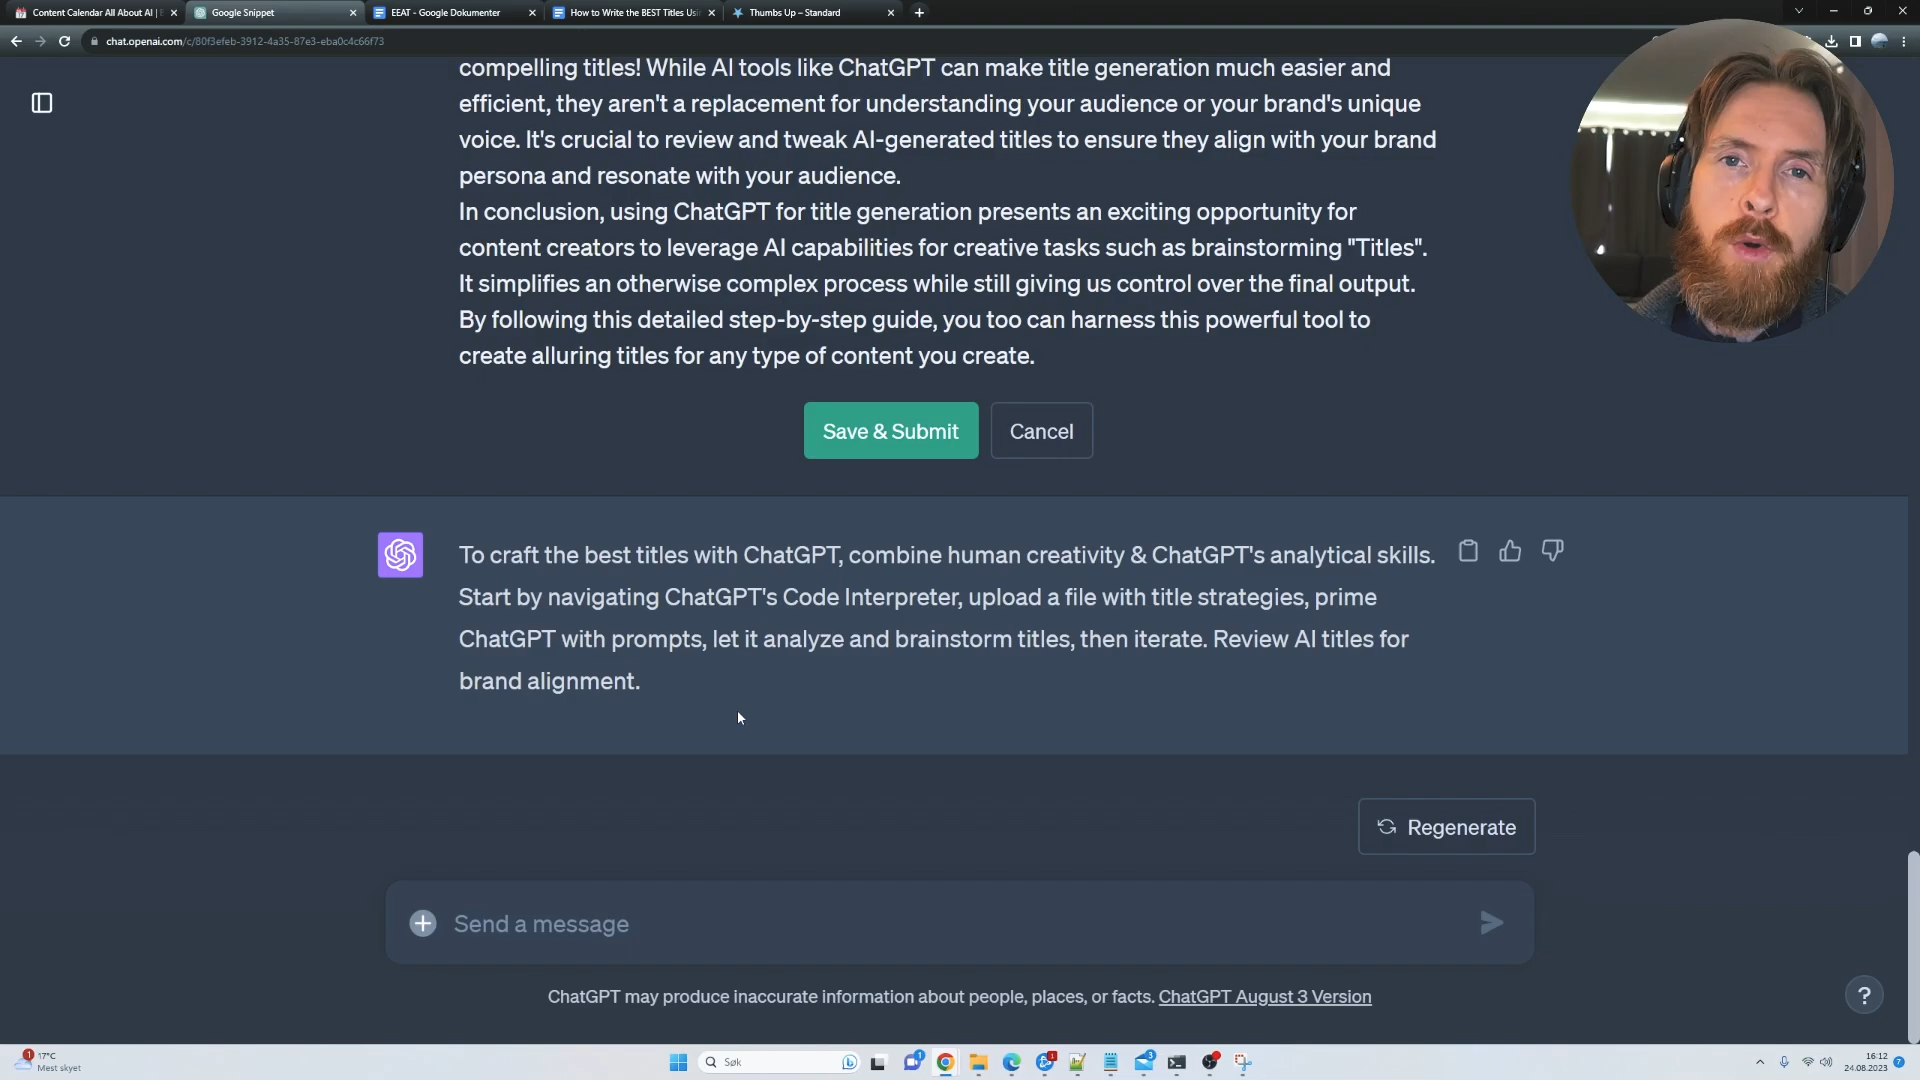 Content Calendar All About AI |
Google Snippet
EEAT - Google Dokumenter
How to Write the BEST Titles Usi
Thumbs Up – Standard
chat.openai.com/c/80f3efeb-3912-4a35-87e3-eba0c4c66f73
compelling titles! While AI tools like ChatGPT can make title generation much easier and
efficient, they aren't a replacement for understanding your audience or your brand's unique
voice. It's crucial to review and tweak AI-generated titles to ensure they align with your brand
persona and resonate with your audience.
In conclusion, using ChatGPT for title generation presents an exciting opportunity for
content creators to leverage AI capabilities for creative tasks such as brainstorming "Titles".
It simplifies an otherwise complex process while still giving us control over the final output.
By following this detailed step-by-step guide, you too can harness this powerful tool to
create alluring titles for any type of content you create.
Save & Submit
Cancel
To craft the best titles with ChatGPT, combine human creativity & ChatGPT's analytical skills.
Start by navigating ChatGPT's Code Interpreter, upload a file with title strategies, prime
ChatGPT with prompts, let it analyze and brainstorm titles, then iterate. Review AI titles for
brand alignment.
Regenerate
Send a message
ChatGPT may produce inaccurate information about people, places, or facts. ChatGPT August 3 Version
?
1
17°C
Mest skyet
Søk
1
1
3
16:12
24.08.2023
7